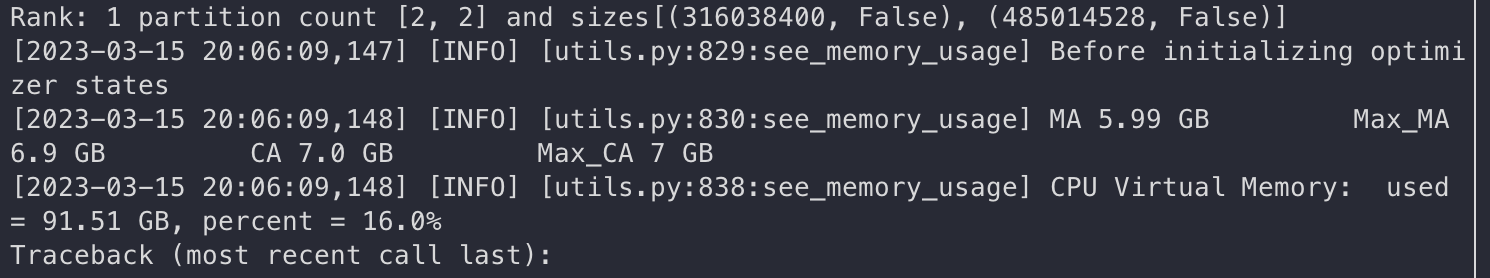 Rank: 1 partition count [2, 2] and sizes[(316038400, False), (485014528, False)]
[2023-03-15 20:06:09,147] [INFO] [utils.py:829:see_memory_usage] Before initializing optimi
zer states
[2023-03-15 20:06:09,148] [INFO] [utils.py:830:see_memory_usage] MA 5.99 GB         Max_MA
6.9 GB         CA 7.0 GB         Max_CA 7 GB
[2023-03-15 20:06:09,148] [INFO] [utils.py:838:see_memory_usage] CPU Virtual Memory:  used
= 91.51 GB, percent = 16.0%
Traceback (most recent call last):